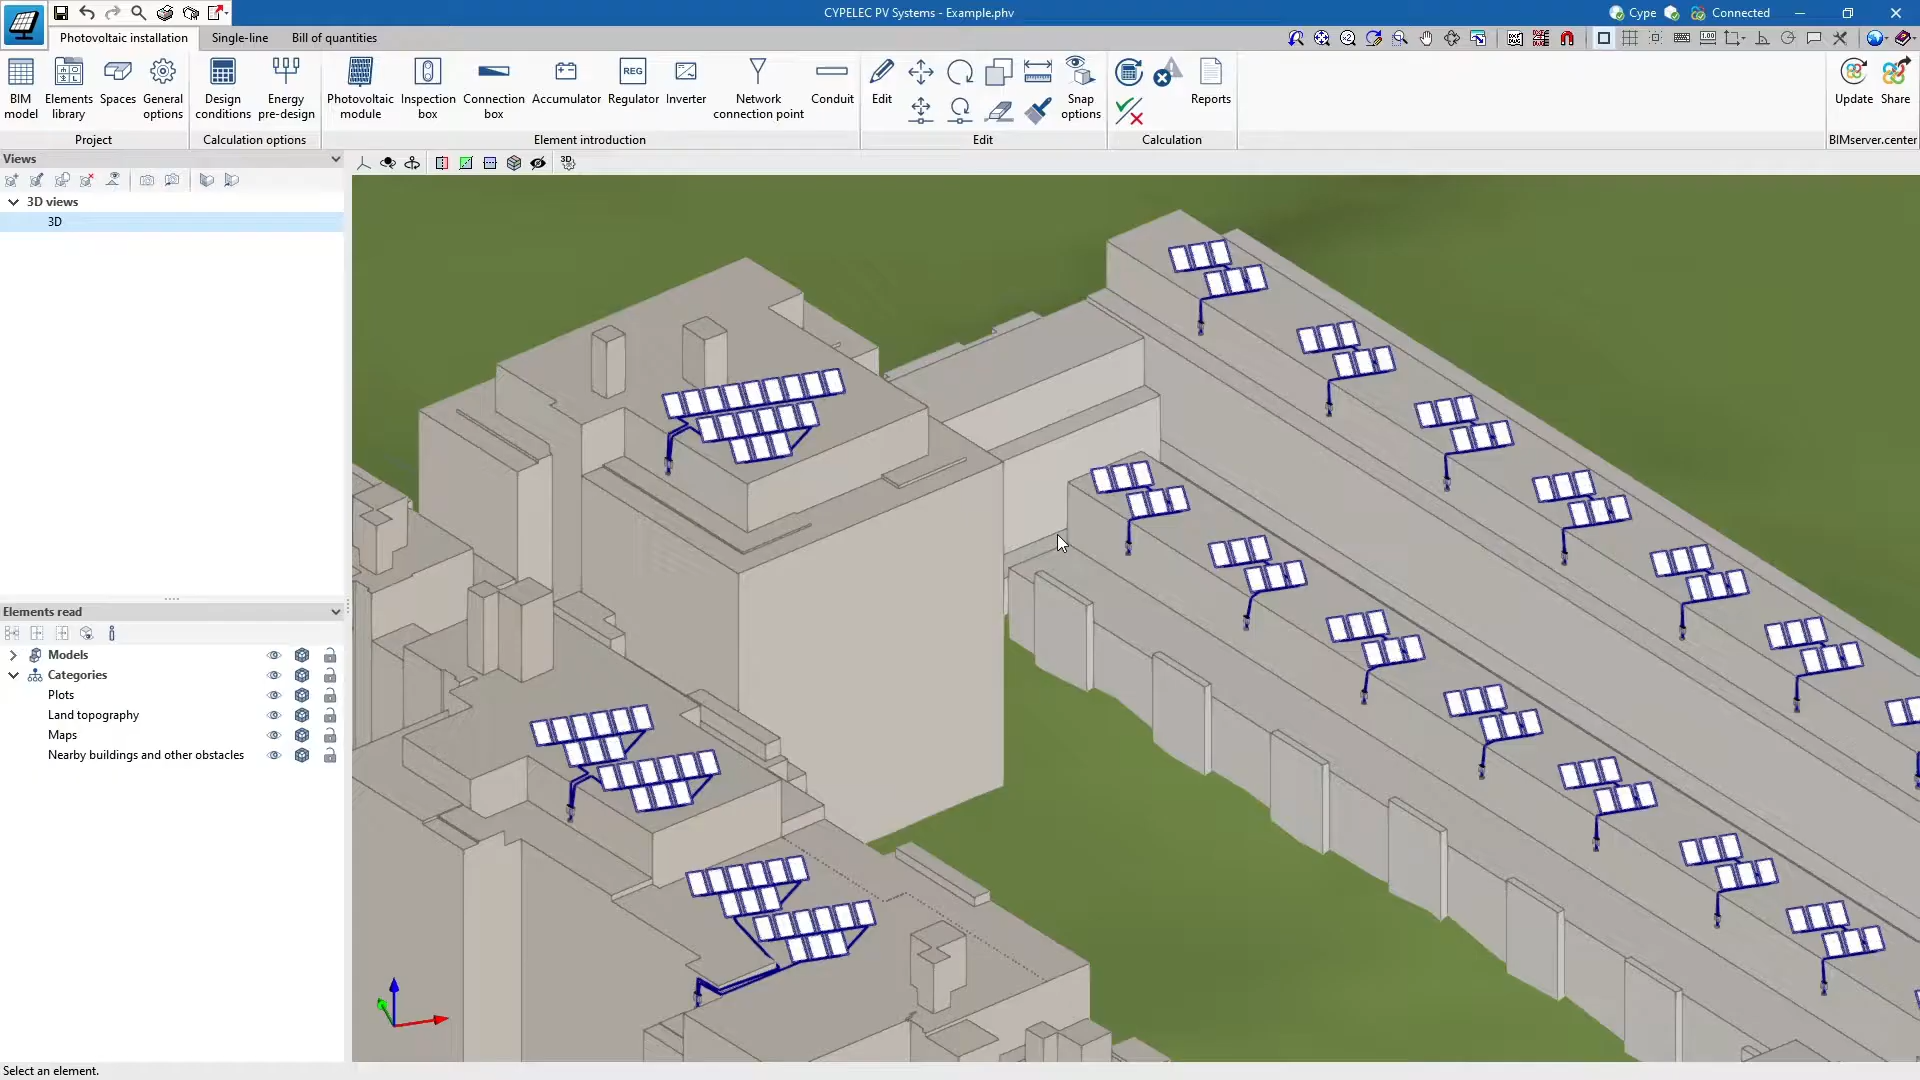 CYPELEC PV Systems - Example.phv
Cype
Connected
Photovoltaic installation
Single-line
Bill of quantities
BIM
model
Elements
library
Spaces
General
options
Design
conditions
Energy
pre-design
Photovoltaic
module
Inspection
box
Connection
box
Accumulator
REG
Regulator
Inverter
Network
connection point
Conduit
Edit
Snap
options
Reports
Update
Share
Project
Calculation options
Element introduction
Edit
Calculation
BIMserver.center
Views
3D
3D views
3D
Elements read
Models
Categories
Plots
Land topography
Maps
Nearby buildings and other obstacles
Select an element.